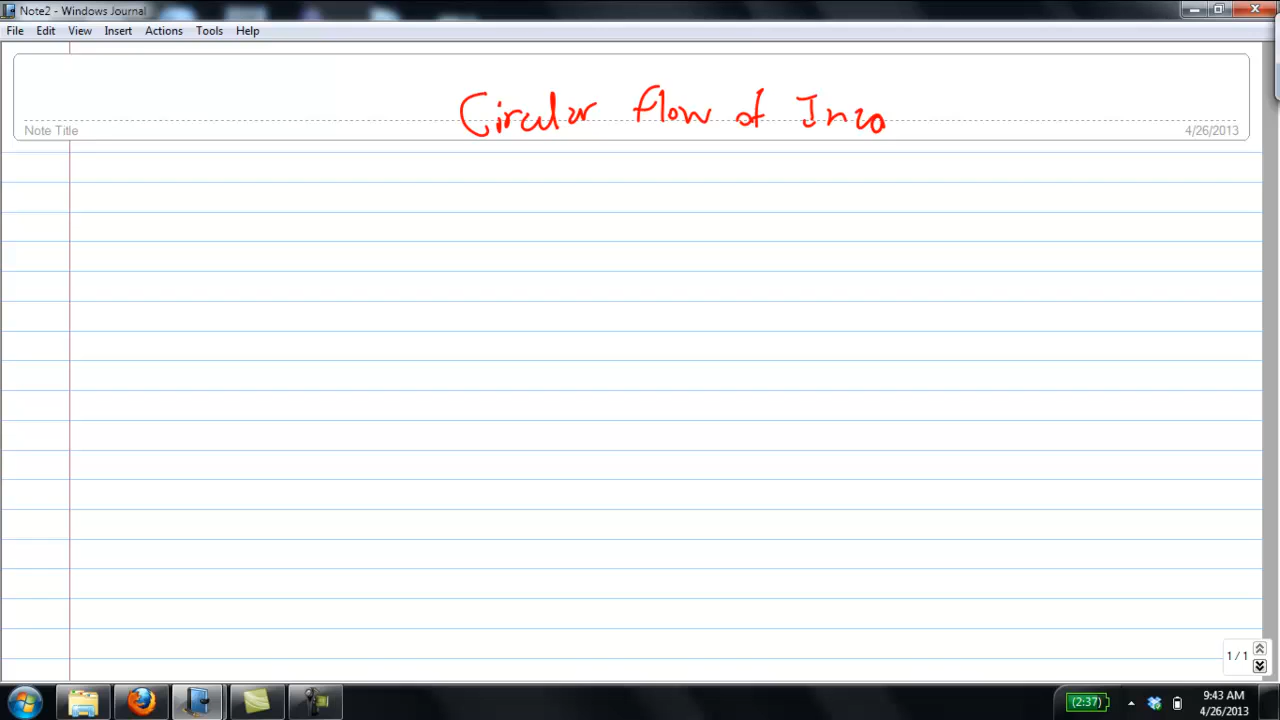 Note2 - Windows Journal
File Edit View Insert Actions Tools Help
Circular flow of Inco
Note Title
4/26/2013
1 / 1
(2:37)
9:43 AM
4/26/2013